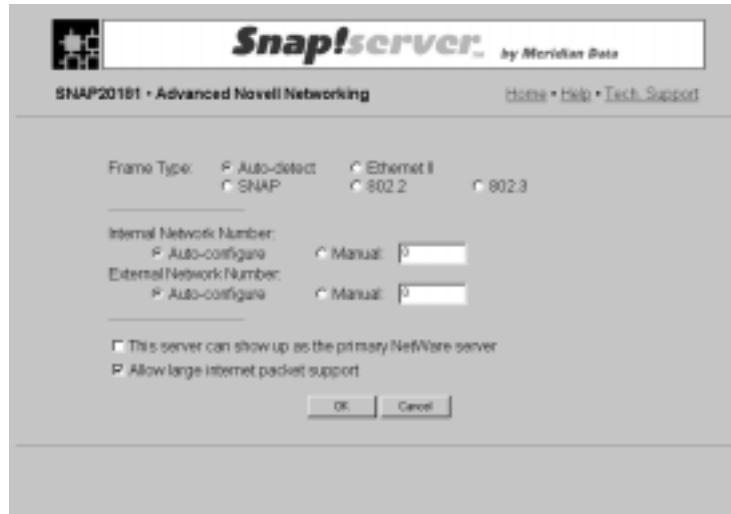 Snap!server™ by Meridian Data
SNAP20181 • Advanced Novell Networking Home • Help • Tech. Support
Frame Type: Auto-detect Ethernet II
SNAP 802.2 802.3
Internal Network Number:
Auto-configure Manual: 0
External Network Number:
Auto-configure Manual: 0
This server can show up as the primary NetWare server
Allow large internet packet support
OK Cancel